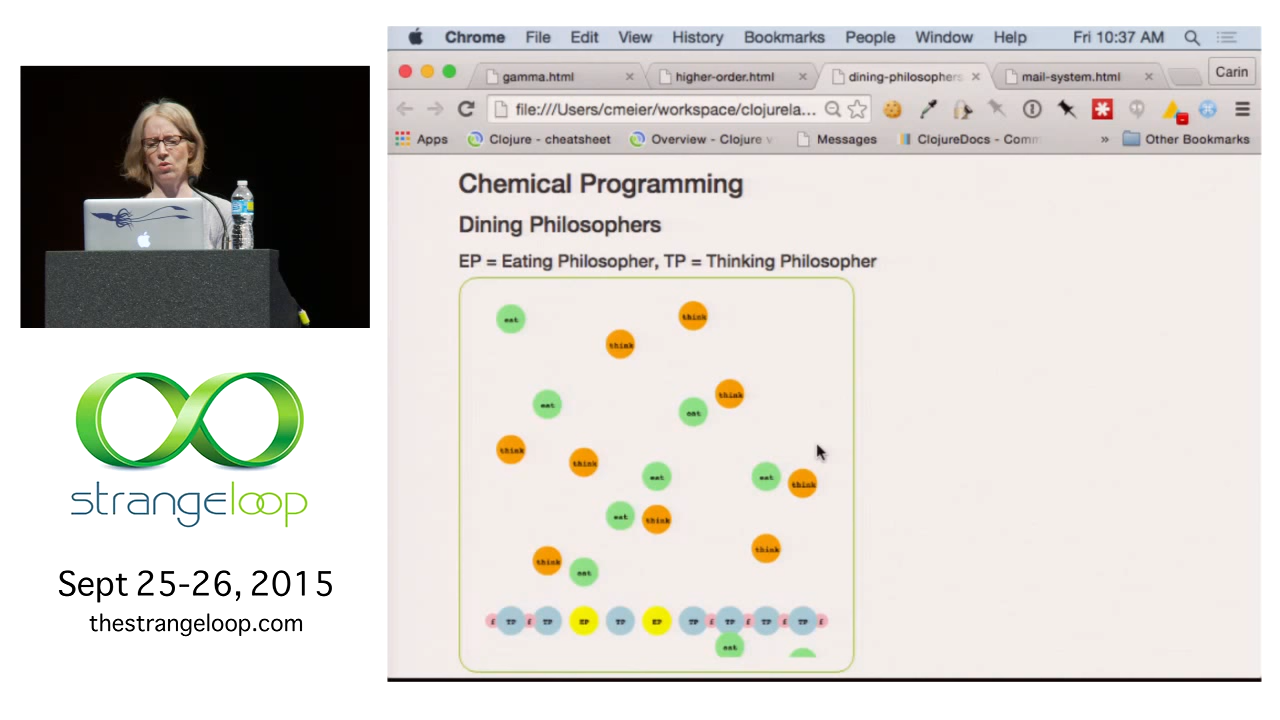 Chrome File Edit View History Bookmarks People Window Help Fri 10:37 AM
gamma.html higher-order.html dining-philosophers mail-system.html Carin
file:///Users/cmeier/workspace/clojurela...
Apps Clojure - cheatsheet Overview - Clojure Messages ClojureDocs - Com » Other Bookmarks
Chemical Programming
Dining Philosophers
EP = Eating Philosopher, TP = Thinking Philosopher
eat think
think
think
eat eat
think think
eat eat think
eat think
think
think eat
f TP f TP EP TP EP TP f TP f TP f TP f
eat
strangeloop
Sept 25-26, 2015
thestrangeloop.com